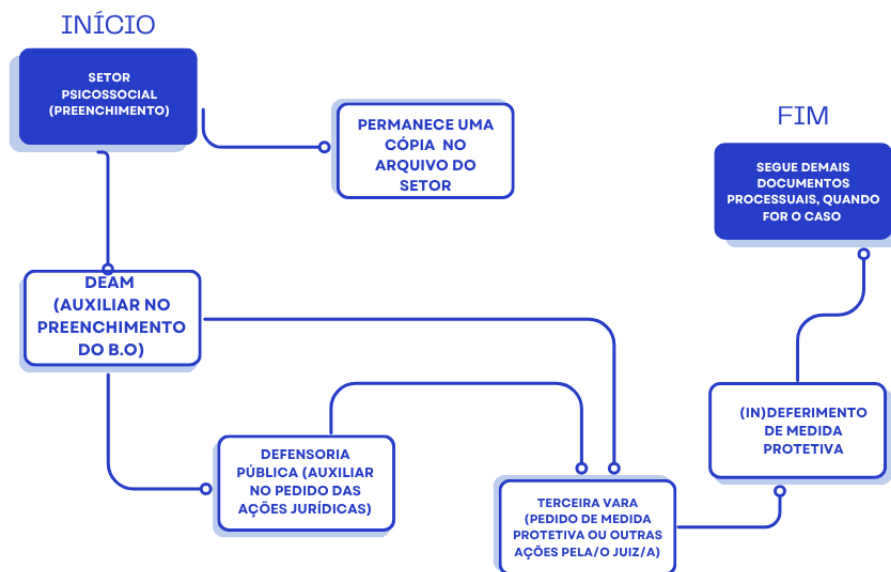 INÍCIO
SETOR
PSICOSSOCIAL
(PREENCHIMENTO)
PERMANECE UMA
CÓPIA NO
ARQUIVO DO
SETOR
FIM
SEGUE DEMAIS
DOCUMENTOS
PROCESSUAIS, QUANDO
FOR O CASO
DEAM
(AUXILIAR NO
PREENCHIMENTO
DO B.O)
DEFENSORIA
PÚBLICA (AUXILIAR
NO PEDIDO DAS
AÇÕES JURÍDICAS)
TERCEIRA VARA
(PEDIDO DE MEDIDA
PROTETIVA OU OUTRAS
AÇÕES PELA/O JUIZ/A)
(IN)DEFERIMENTO
DE MEDIDA
PROTETIVA